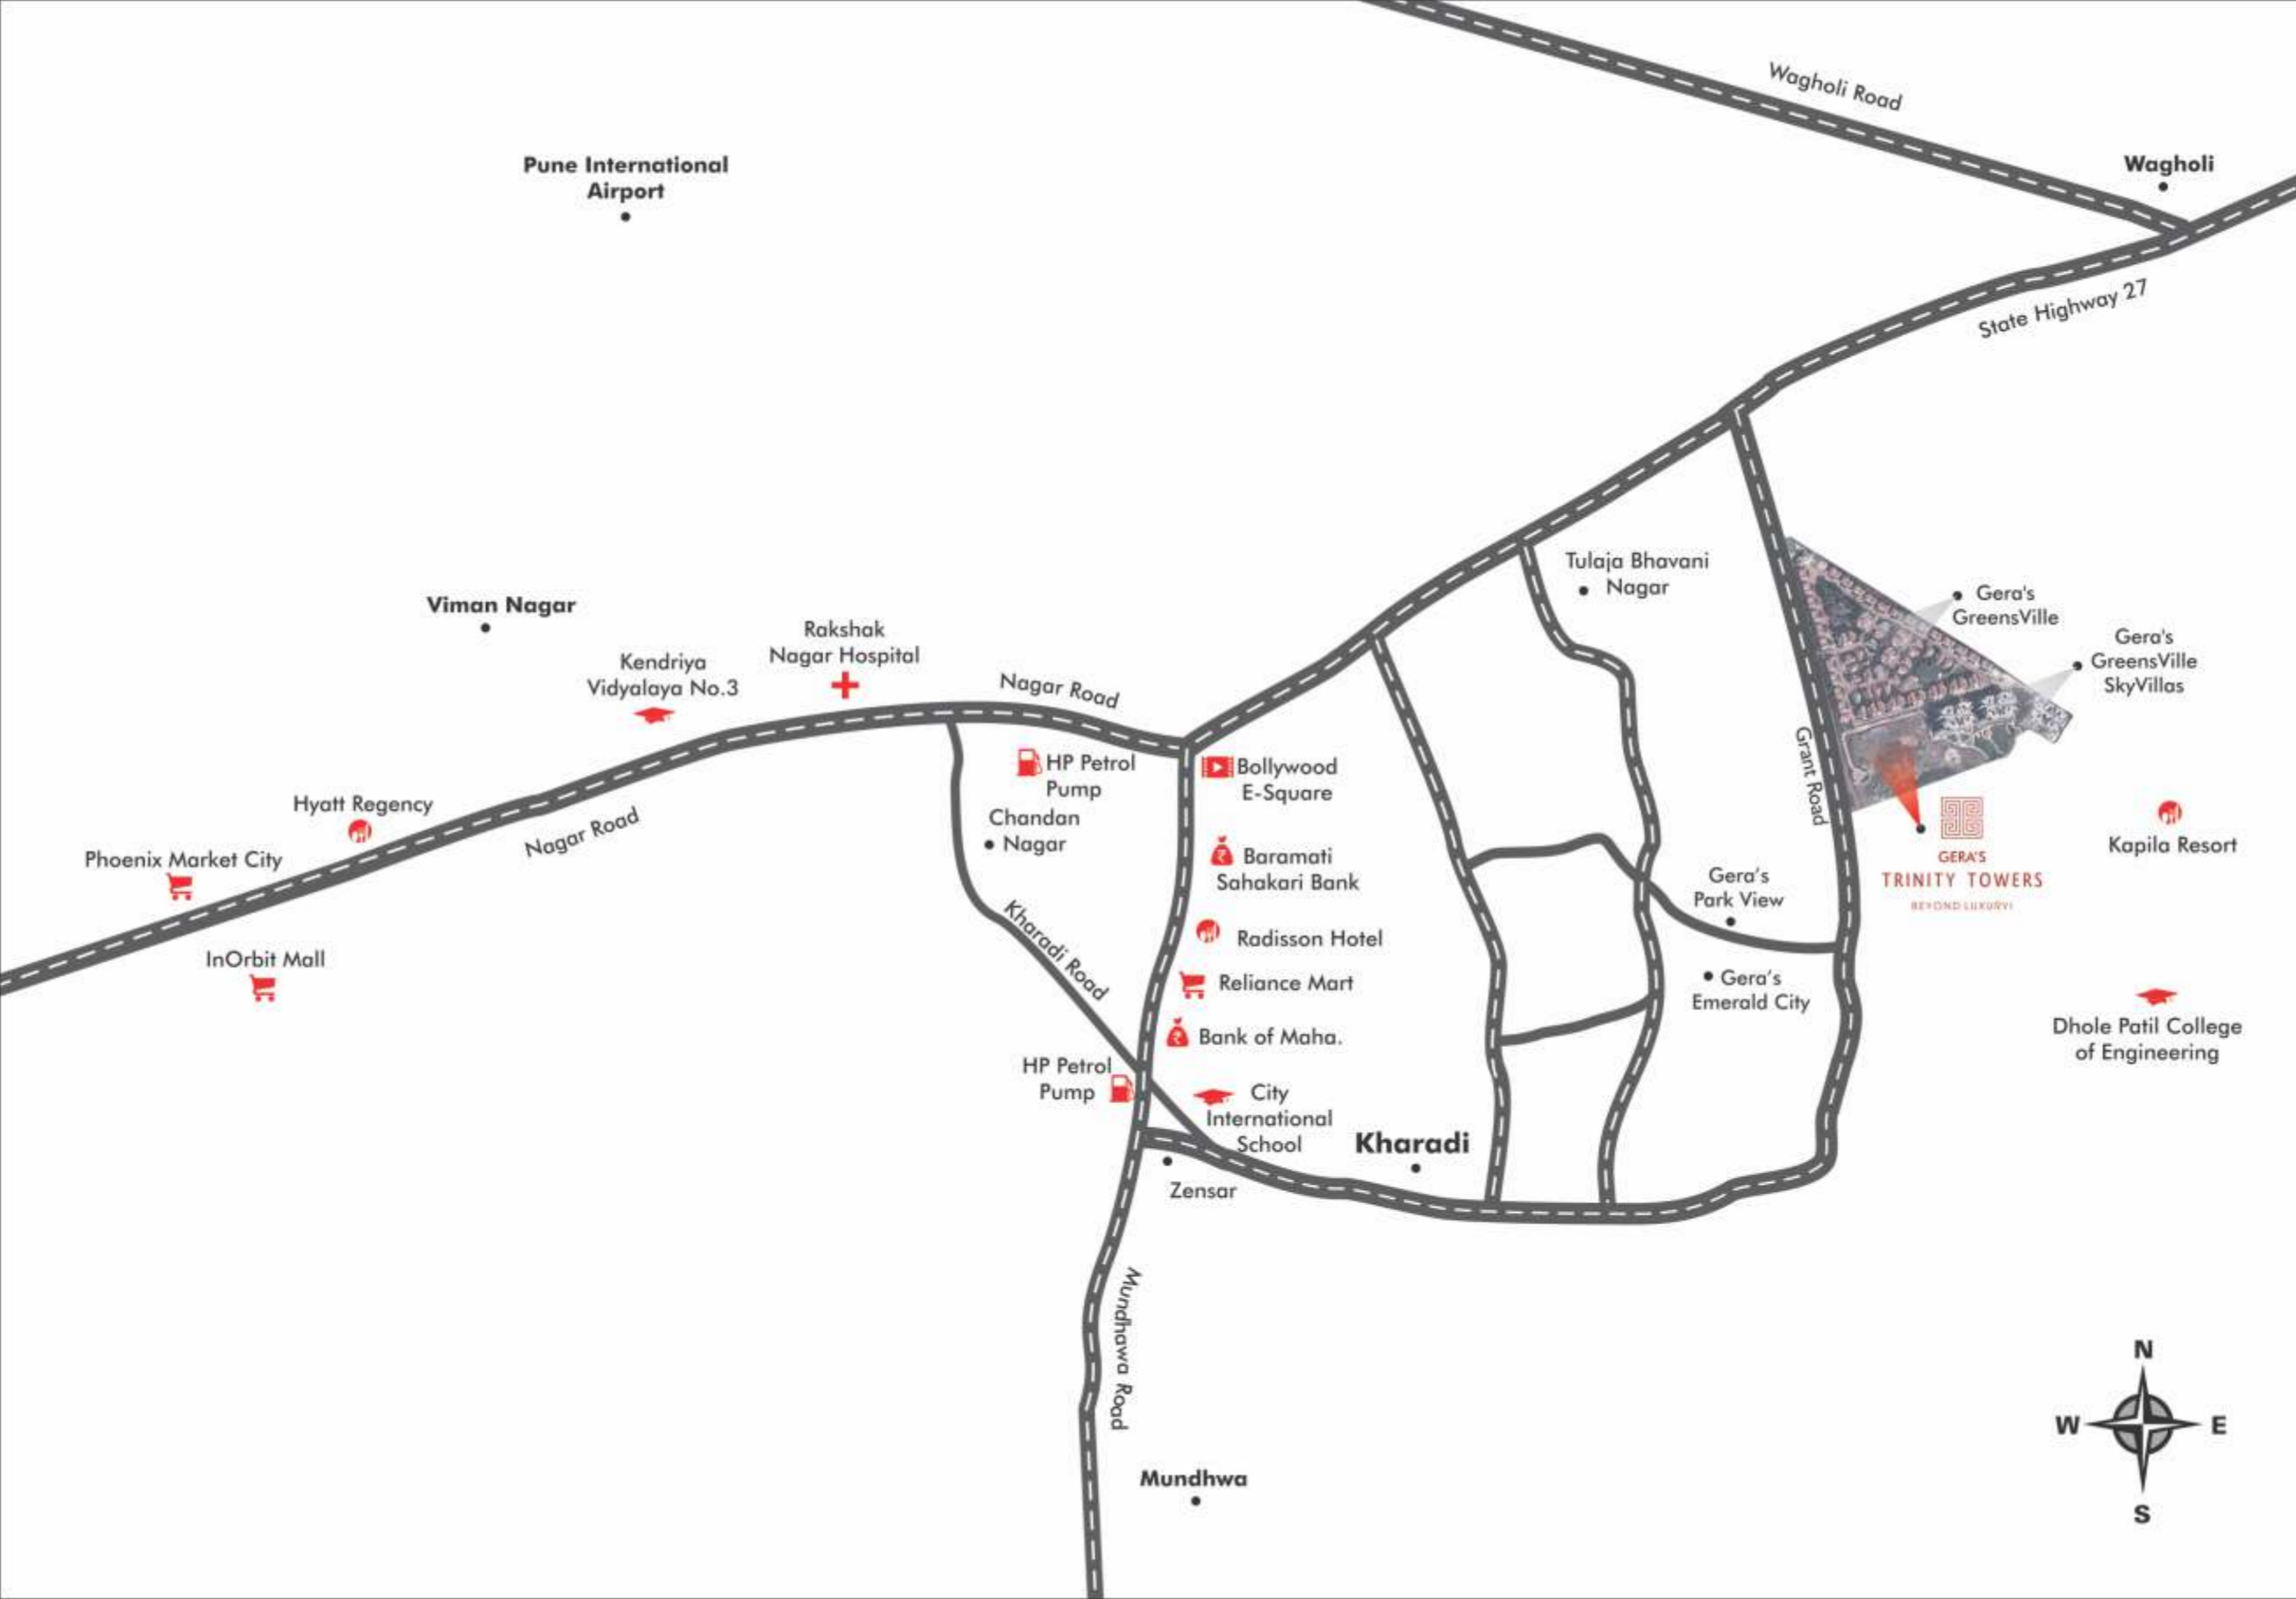 Wagholi Road
Wagholi
Pune International
Airport
State Highway 27
Tulaja Bhavani
Nagar
Gera's
GreensVille
Gera's
GreensVille
SkyVillas
Viman Nagar
Rakshak
Nagar Hospital
Kendriya
Vidyalaya No.3
Nagar Road
HP Petrol
Pump
Bollywood
E-Square
Grant Road
Hyatt Regency
Nagar Road
Chandan
Nagar
Phoenix Market City
Baramati
Sahakari Bank
GERA'S
TRINITY TOWERS
BEYOND LUXURY!
Kapila Resort
Gera's
Park View
Kharadi Road
Radisson Hotel
InOrbit Mall
Reliance Mart
Gera's
Emerald City
Dhole Patil College
of Engineering
Bank of Maha.
HP Petrol
Pump
City
International
School
Kharadi
Zensar
Mundhawa Road
Mundhwa
N
W
E
S